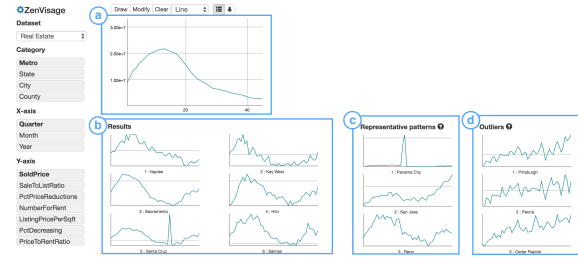 ZenVisage
Dataset
Real Estate
Category
Metro
State
City
County
X-axis
Quarter
Month
Year
Y-axis
SoldPrice
SaleToListRatio
PctPriceReductions
NumberForRent
ListingPricePerSqft
PctDecreasing
PriceToRentRatio
Draw Modify Clear Line
a
3.00e+7
2.00e+7
1.00e+7
20 40
b
Results
1 : Naples
2 : Key West
3 : Sacramento
4 : Hilo
5 : Santa Cruz
6 : Salinas
c
Representative patterns
1 : Panama City
2 : San Jose
3 : Reno
d
Outliers
1 : Pittsburgh
2 : Peoria
3 : Cedar Rapids